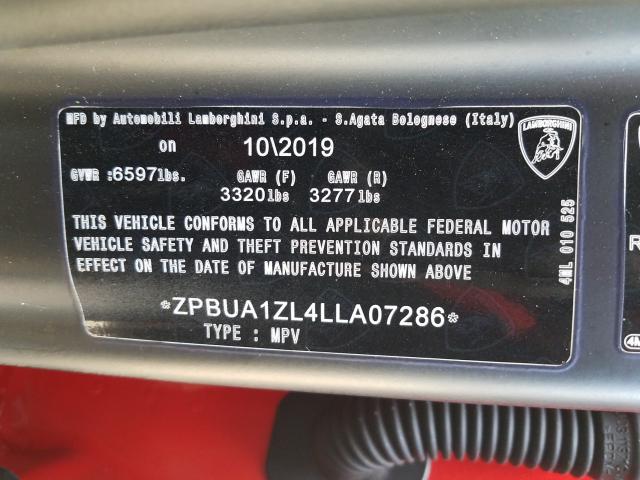 MFD by Automobili Lamborghini S.p.a. - S.Agata Bolognese (Italy)
on 10\2019
GVWR :6597lbs. GAWR (F) GAWR (R)
3320lbs 3277lbs
THIS VEHICLE CONFORMS TO ALL APPLICABLE FEDERAL MOTOR
VEHICLE SAFETY AND THEFT PREVENTION STANDARDS IN
EFFECT ON THE DATE OF MANUFACTURE SHOWN ABOVE
*ZPBUA1ZL4LLA07286*
TYPE : MPV
LAMBORGHINI
4ML 010 525
R
4M